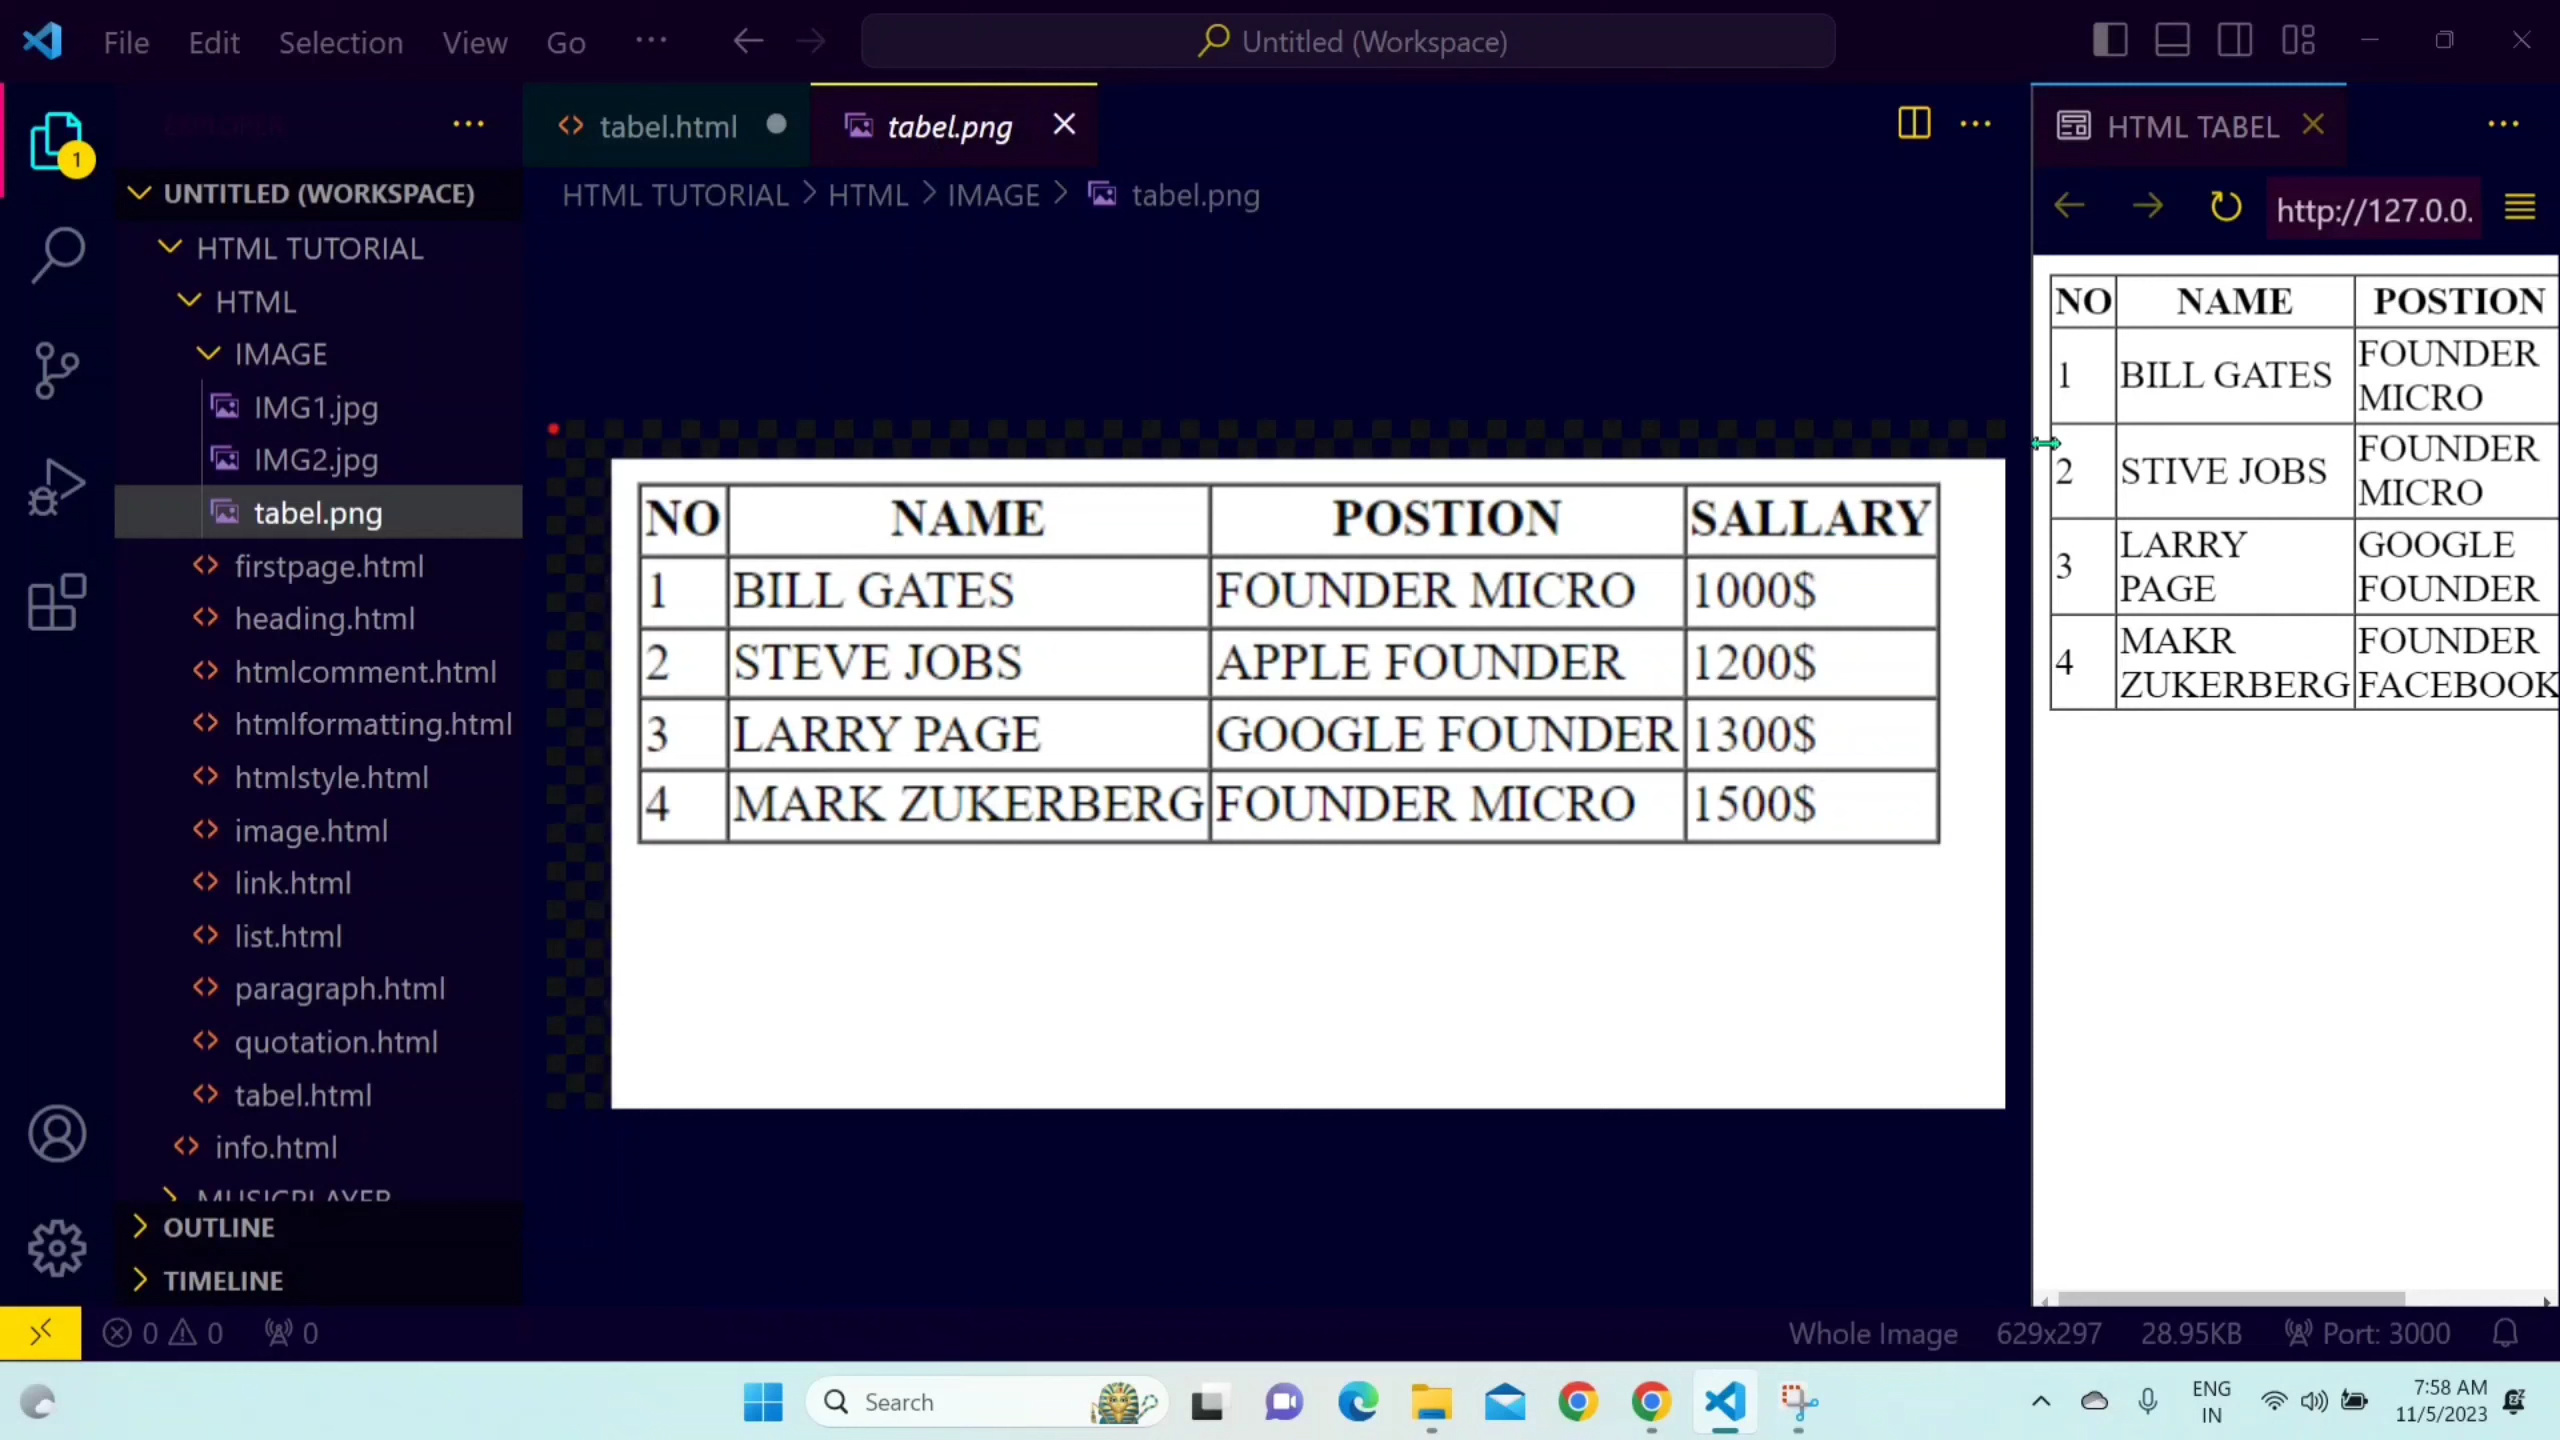 File Edit Selection View Go ··· Untitled (Workspace)
EXPLORER
1
UNTITLED (WORKSPACE)
HTML TUTORIAL
HTML
IMAGE
IMG1.jpg
IMG2.jpg
tabel.png
firstpage.html
heading.html
htmlcomment.html
htmlformatting.html
htmlstyle.html
image.html
link.html
list.html
paragraph.html
quotation.html
tabel.html
info.html
MUSICPLAYER
OUTLINE
TIMELINE
tabel.html tabel.png
HTML TUTORIAL > HTML > IMAGE > tabel.png
NO NAME POSTION SALLARY
1 BILL GATES FOUNDER MICRO 1000$
2 STEVE JOBS APPLE FOUNDER 1200$
3 LARRY PAGE GOOGLE FOUNDER 1300$
4 MARK ZUKERBERG FOUNDER MICRO 1500$
HTML TABEL
http://127.0.0.
NO NAME POSTION
1 BILL GATES FOUNDER
MICRO
2 STIVE JOBS FOUNDER
MICRO
3 LARRY GOOGLE
PAGE FOUNDER
4 MAKR FOUNDER
ZUKERBERG FACEBOOK
0 0 0 Whole Image 629x297 28.95KB Port: 3000
Search
ENG
IN
7:58 AM
11/5/2023